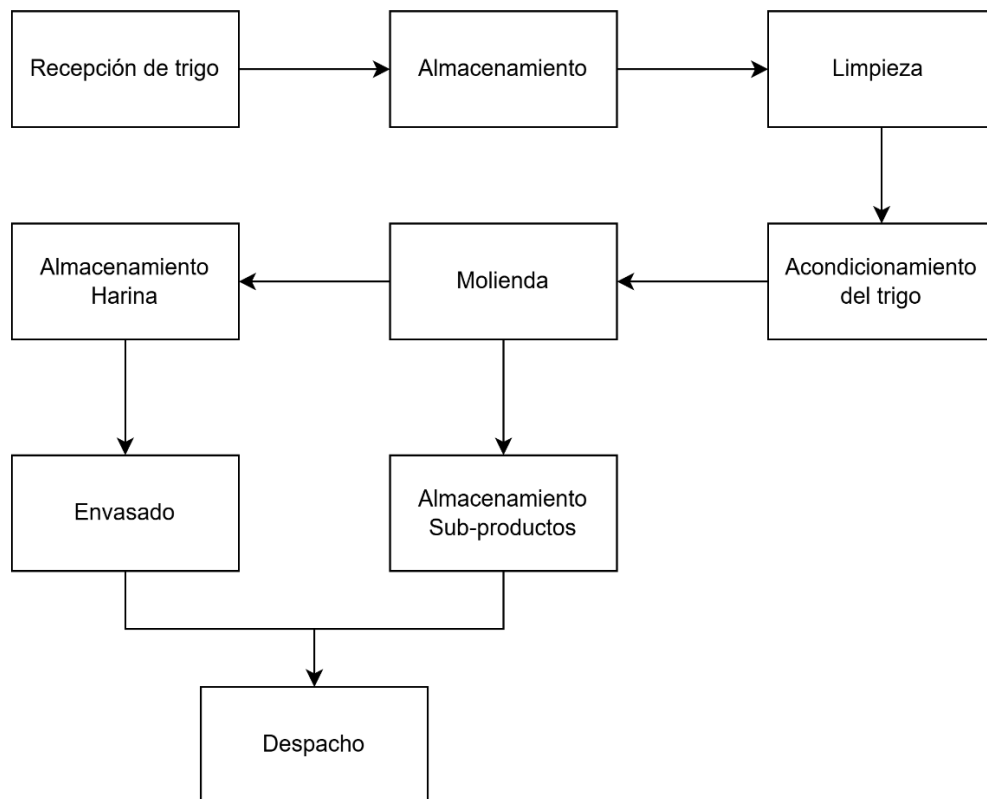 Recepción de trigo
Almacenamiento
Limpieza
Almacenamiento
Harina
Molienda
Acondicionamiento
del trigo
Envasado
Almacenamiento
Sub-productos
Despacho